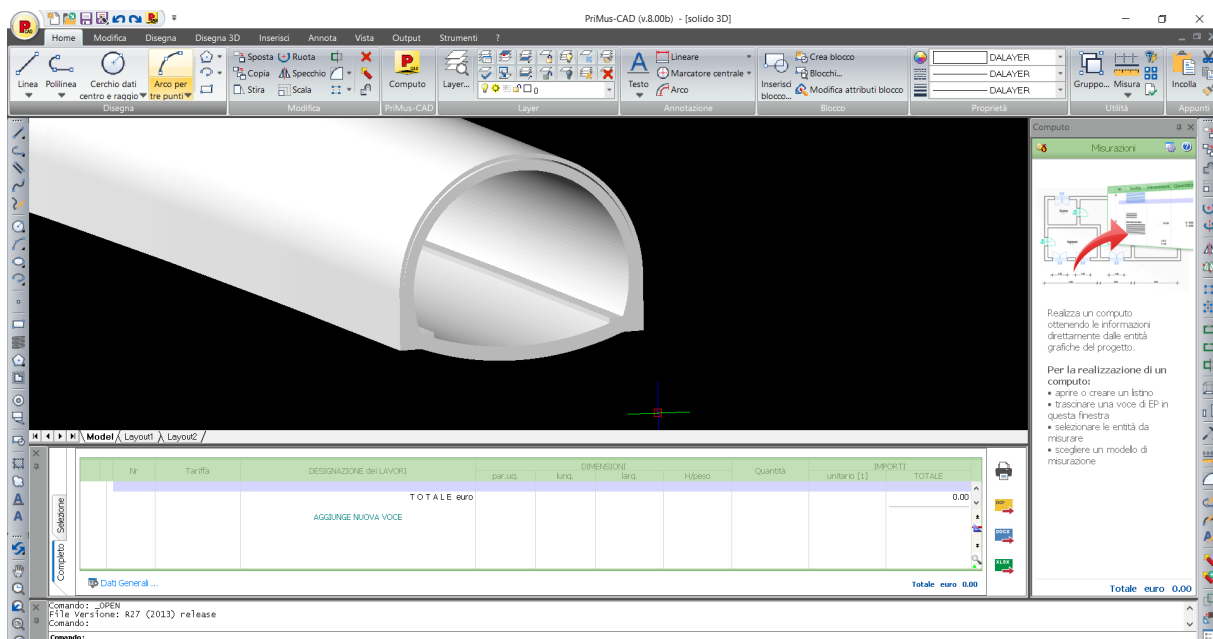 PriMus-CAD (v.8.00b) - [solido 3D]
Home Modifica Disegna Disegna 3D Inserisci Annota Vista Output Strumenti ?
Linea
Polilinea
Cerchio dati
centro e raggio
Arco per
tre punti
Disegna
Sposta Ruota
Copia Specchio
Stira Scala
Modifica
Computo
PriMus-CAD
Layer...
0
Layer
Testo
Lineare
Marcatore centrale
Arco
Annotazione
Inserisci
blocco...
Crea blocco
Blocchi...
Modifica attributi blocco
Blocco
DALAYER
DALAYER
DALAYER
Proprietà
Gruppo...
Misura
Utilità
Incolla
Appunti
Computo
Misurazioni
Realizza un computo
ottenendo le informazioni
direttamente dalle entità
grafiche del progetto.
Per la realizzazione di un
computo:
• aprire o creare un listino
• trascinare una voce di EP in
questa finestra
• selezionare le entità da
misurare
• scegliere un modello di
misurazione
Totale euro 0.00
Model Layout1 Layout2
Selezione
Completo
Nr Tariffa DESIGNAZIONE dei LAVORI DIMENSIONI Quantità IMPORTI
par.ug. lung. larg. H/peso unitario [1] TOTALE
T O T A L E euro 0.00
AGGIUNGE NUOVA VOCE
Dati Generali ...
Totale euro 0.00
DCF
DOCX
XLSX
Comando: _OPEN
File Versione: R27 (2013) release
Comando:
Comando: